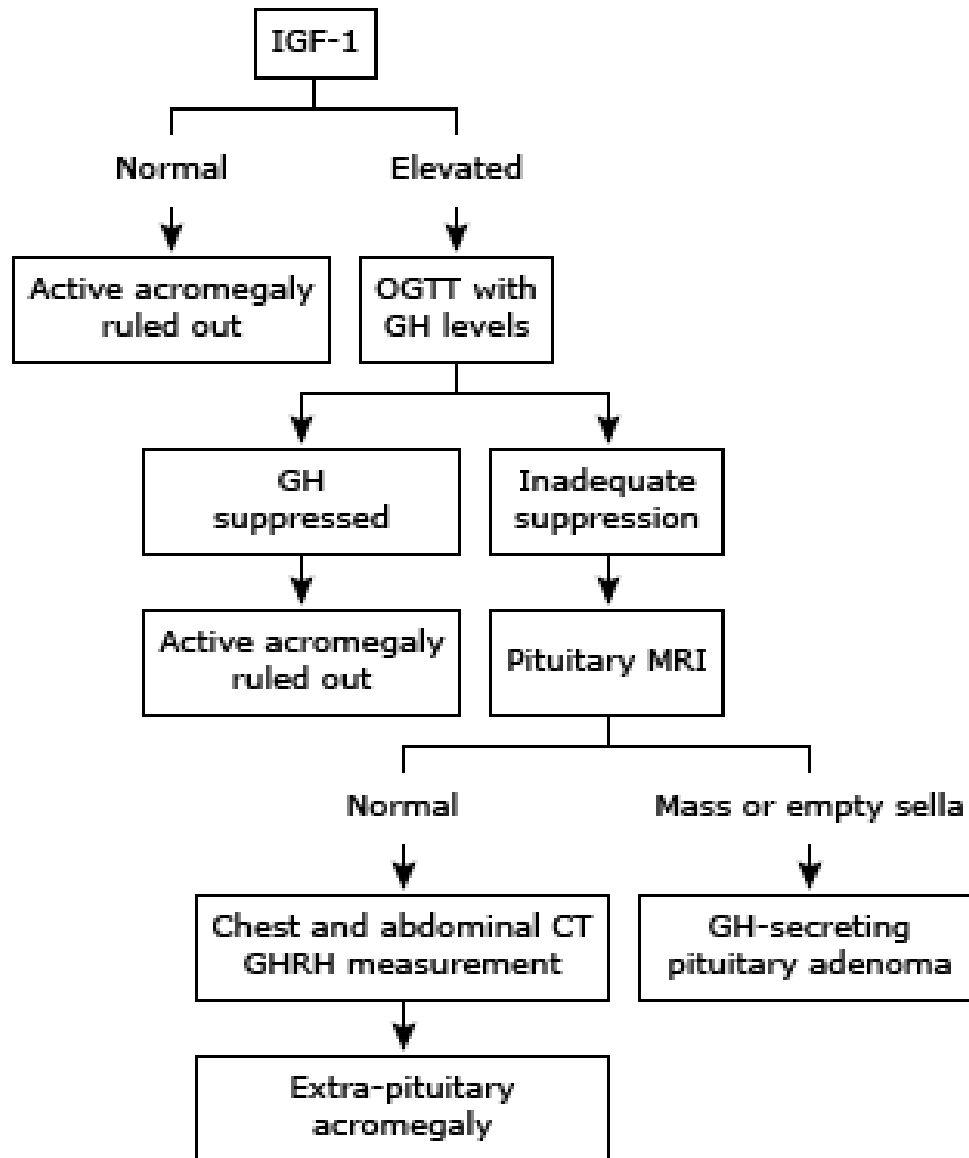 IGF-1
Normal
Elevated
Active acromegaly
ruled out
OGTT with
GH levels
GH
suppressed
Inadequate
suppression
Active acromegaly
ruled out
Pituitary MRI
Normal
Mass or empty sella
Chest and abdominal CT
GHRH measurement
GH-secreting
pituitary adenoma
Extra-pituitary
acromegaly